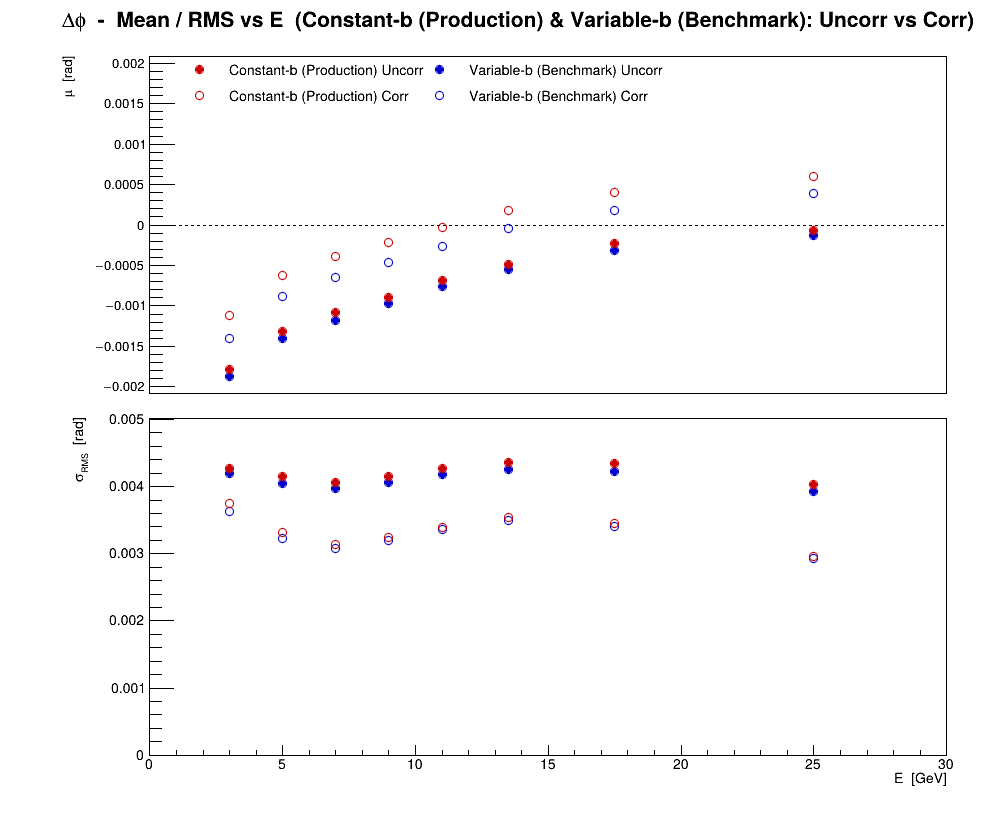 Δϕ - Mean / RMS vs E (Constant-b (Production) & Variable-b (Benchmark): Uncorr vs Corr)
μ [rad]
Constant-b (Production) Uncorr
Variable-b (Benchmark) Uncorr
Constant-b (Production) Corr
Variable-b (Benchmark) Corr
0.002
0.0015
0.001
0.0005
0
−0.0005
−0.001
−0.0015
−0.002
σRMS [rad]
0.005
0.004
0.003
0.002
0.001
0
0 5 10 15 20 25 30
E [GeV]